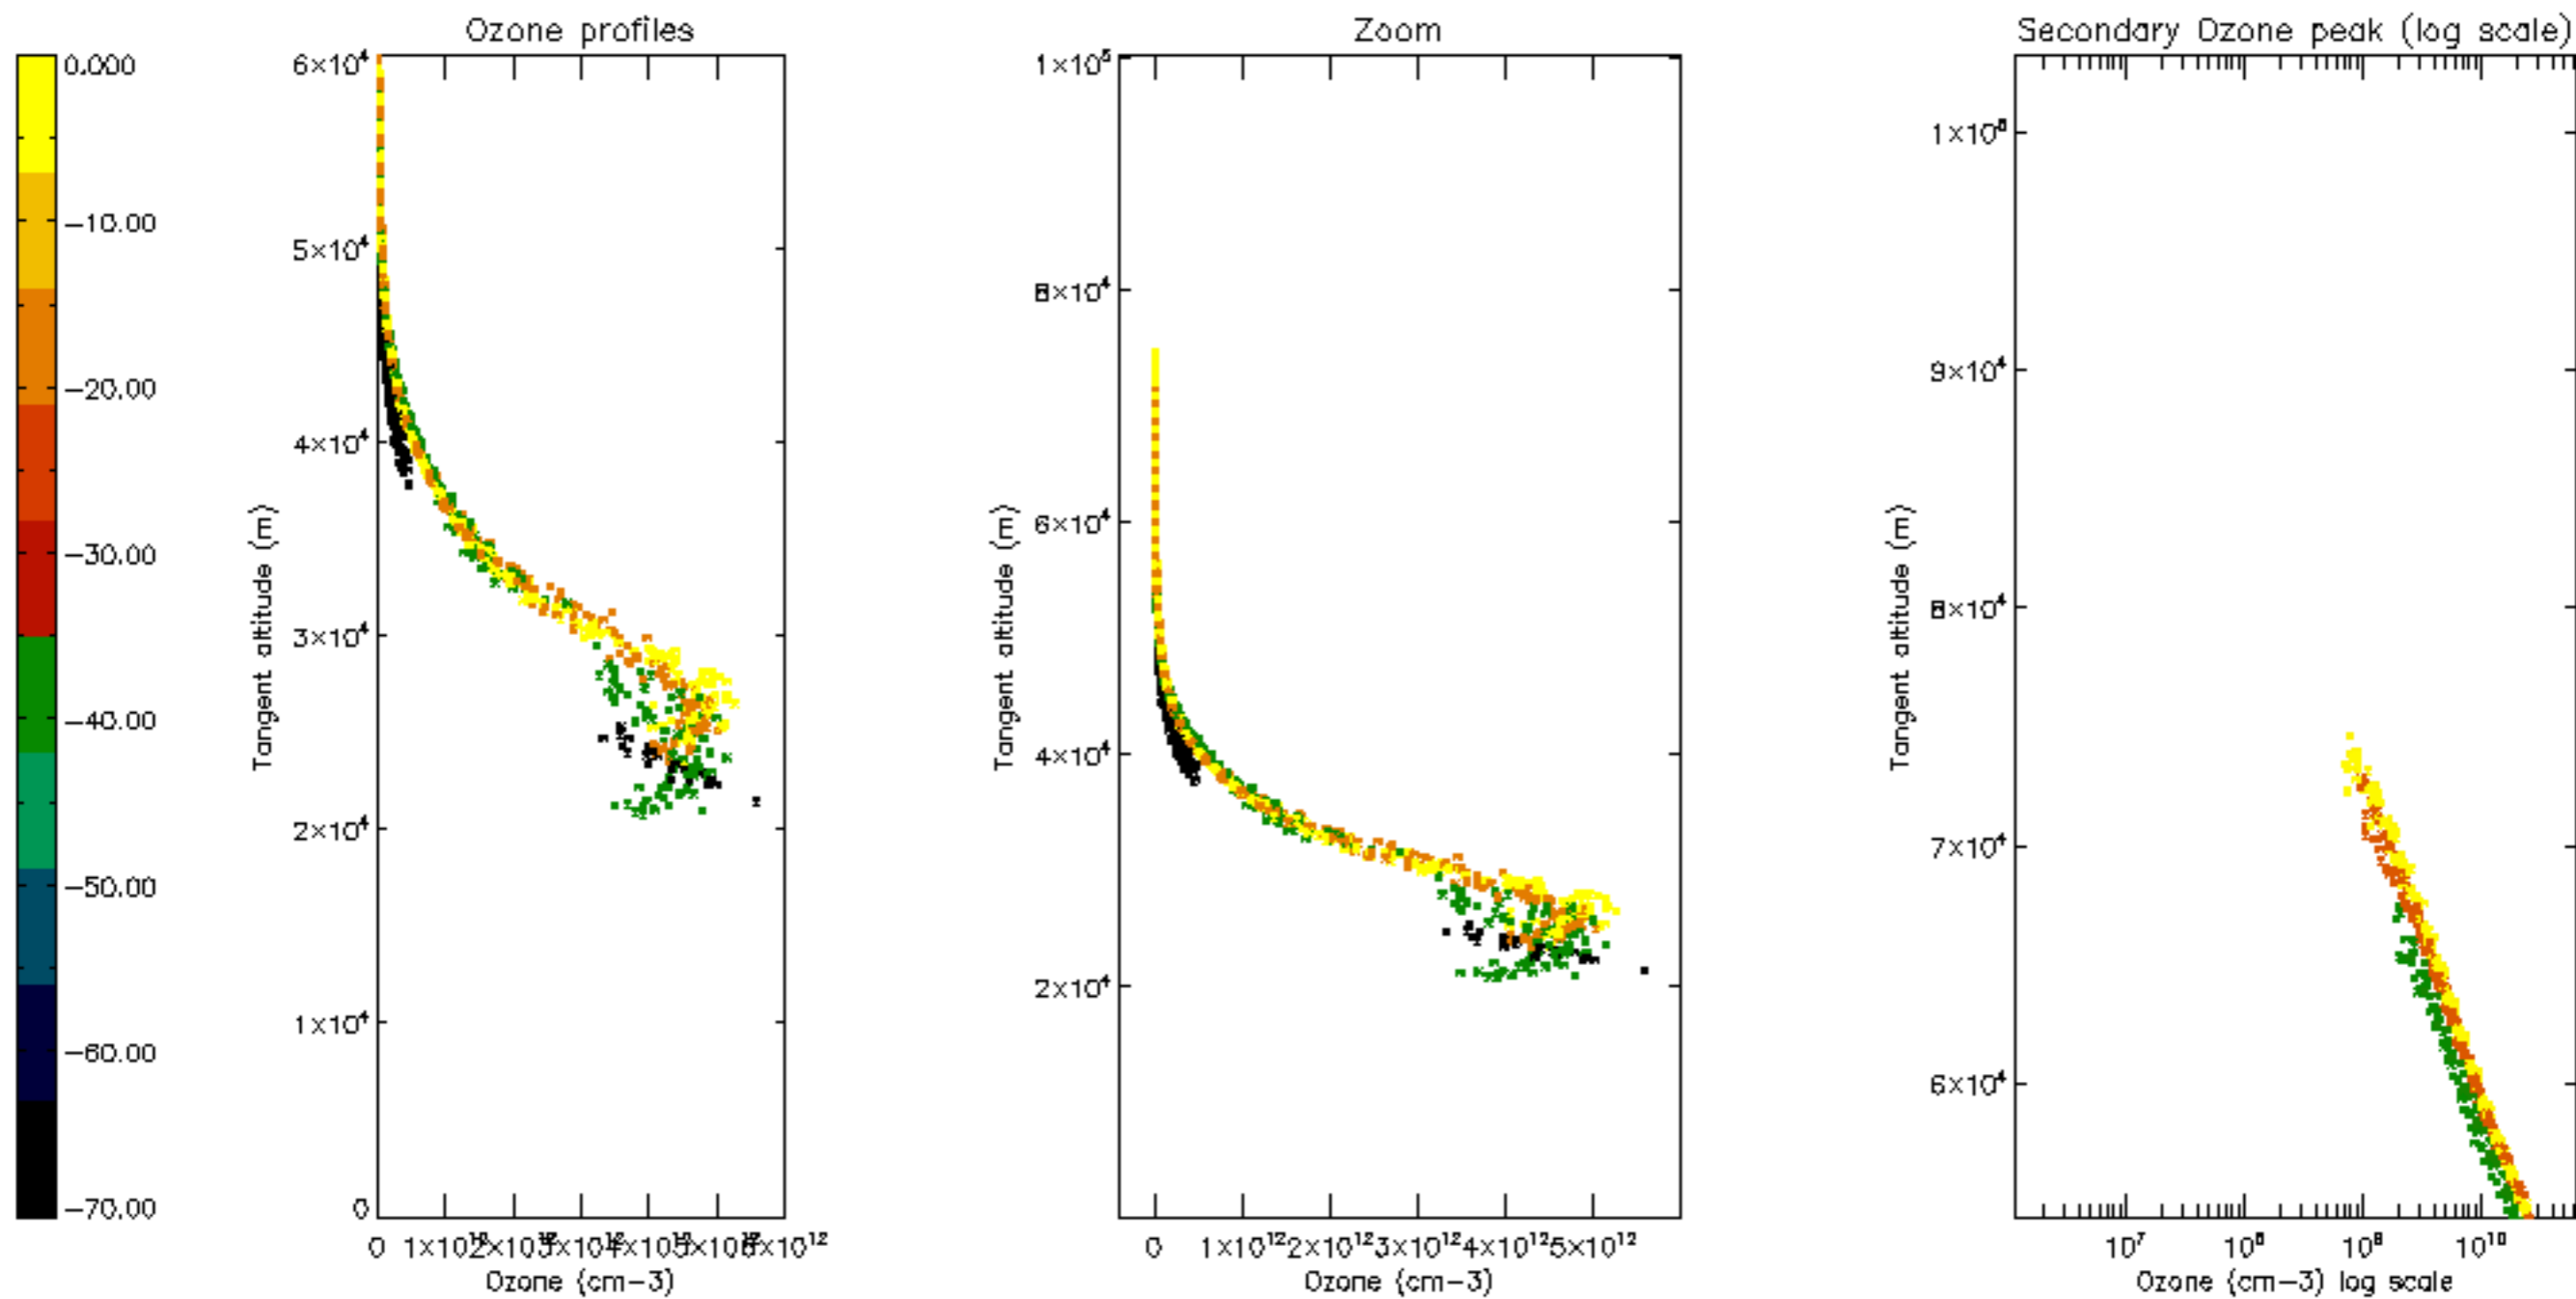 Ozone profiles
0.000
-10.00
-20.00
-30.00
-40.00
-50.00
-60.00
-70.00
6×10⁴
5×10⁴
4×10⁴
3×10⁴
2×10⁴
1×10⁴
0
Tangent altitude (m)
0
Ozone (cm-3)
Zoom
1×10⁵
8×10⁴
6×10⁴
4×10⁴
2×10⁴
Tangent altitude (m)
0 1×10¹² 2×10¹² 3×10¹² 4×10¹² 5×10¹²
Ozone (cm-3)
Secondary Ozone peak (log scale)
9×10⁴
8×10⁴
7×10⁴
6×10⁴
Tangent altitude (m)
10⁷ 10⁸ 10⁹ 10¹⁰
Ozone (cm-3) log scale